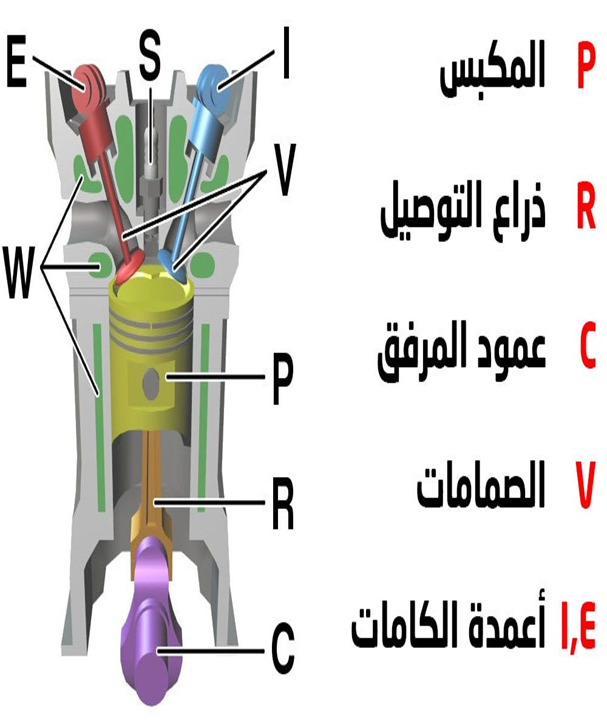 E
S
I
V
W
P
R
C
P المكبس
R ذراع التوصيل
C عمود المرفق
V الصمامات
I,E أعمدة الكامات